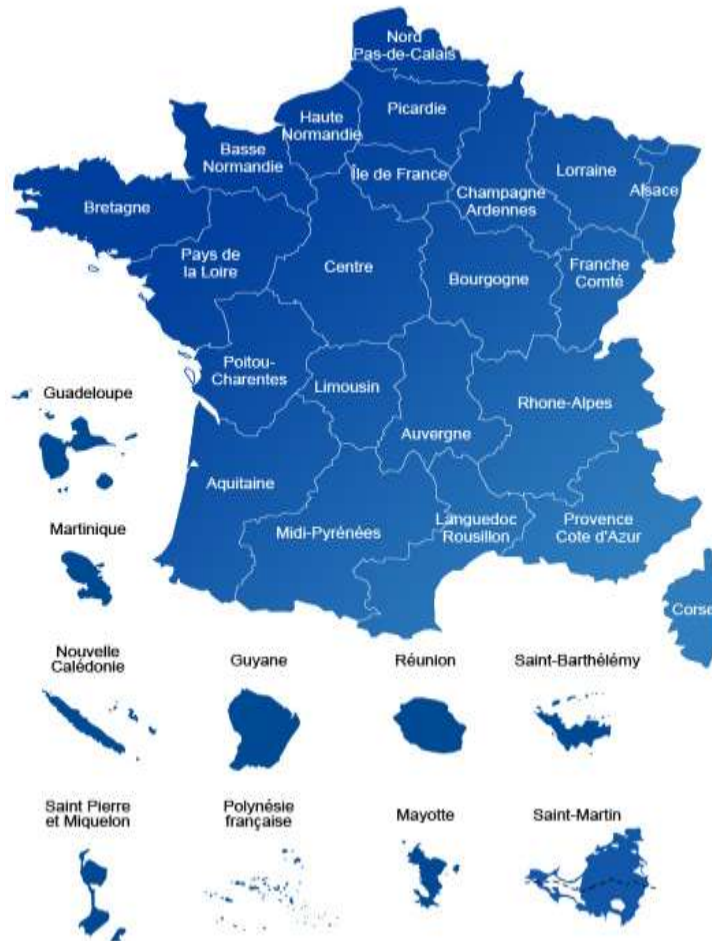 Nord
Pas-de-Calais
Picardie
Haute
Normandie
Basse
Normandie
Île de France
Champagne
Ardennes
Lorraine
Alsace
Bretagne
Pays de
la Loire
Centre
Bourgogne
Franche
Comté
Poitou-
Charentes
Limousin
Auvergne
Rhone-Alpes
Aquitaine
Midi-Pyrénées
Languedoc
Rousillon
Provence
Cote d'Azur
Corse
Guadeloupe
Martinique
Nouvelle
Calédonie
Guyane
Réunion
Saint-Barthélémy
Saint Pierre
et Miquelon
Polynésie
française
Mayotte
Saint-Martin